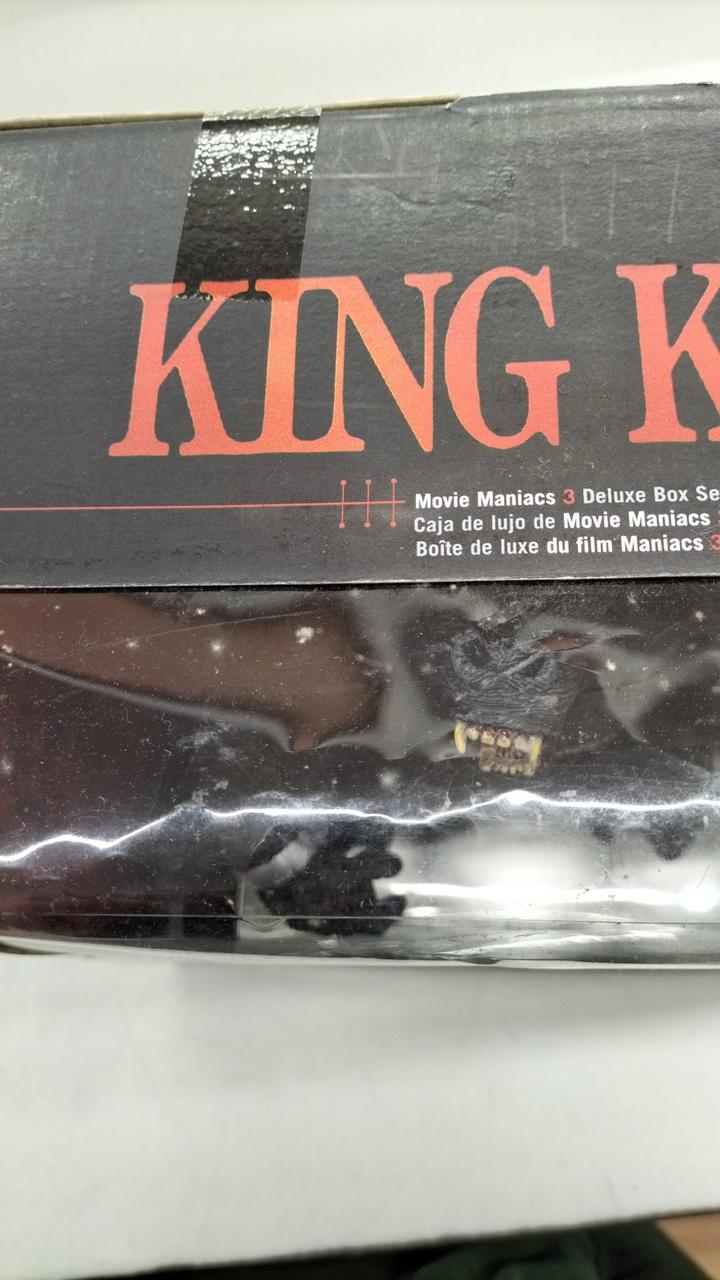 KING K
Movie Maniacs 3 Deluxe Box Se
Caja de lujo de Movie Maniacs
Boîte de luxe du film Maniacs 3